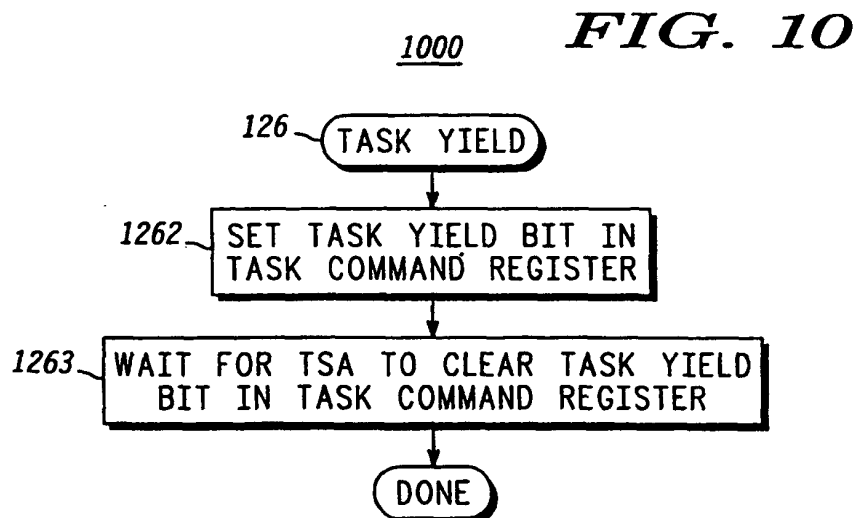 FIG. 10
1000
126
TASK YIELD
1262
SET TASK YIELD BIT IN
TASK COMMAND REGISTER
1263
WAIT FOR TSA TO CLEAR TASK YIELD
BIT IN TASK COMMAND REGISTER
DONE